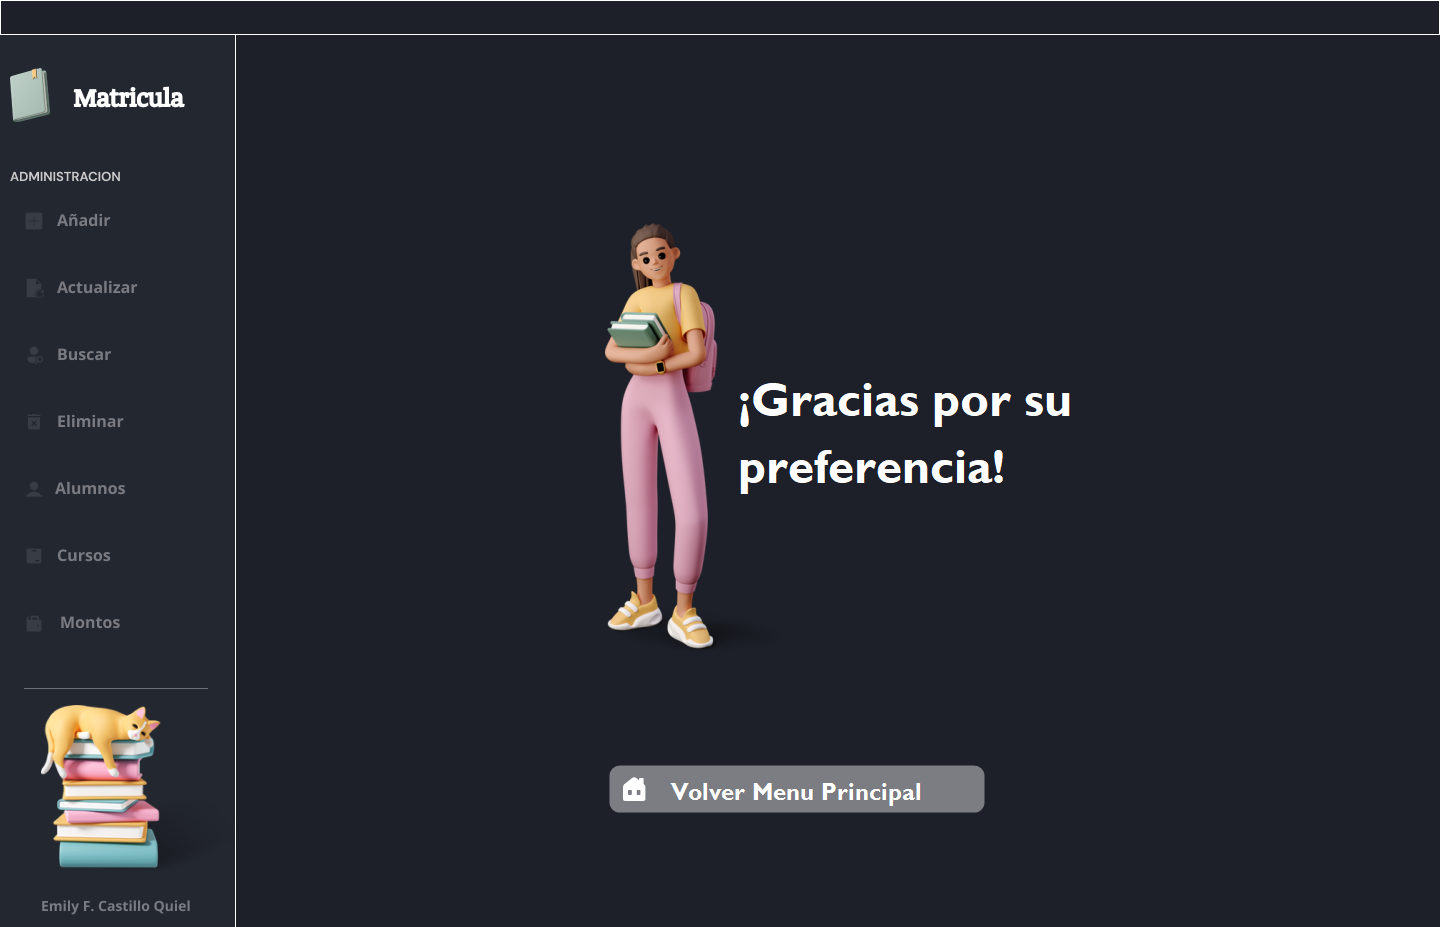 Matricula
ADMINISTRACION
Añadir
Actualizar
Buscar
Eliminar
Alumnos
Cursos
Montos
Emily F. Castillo Quiel
¡Gracias por su
preferencia!
Volver Menu Principal